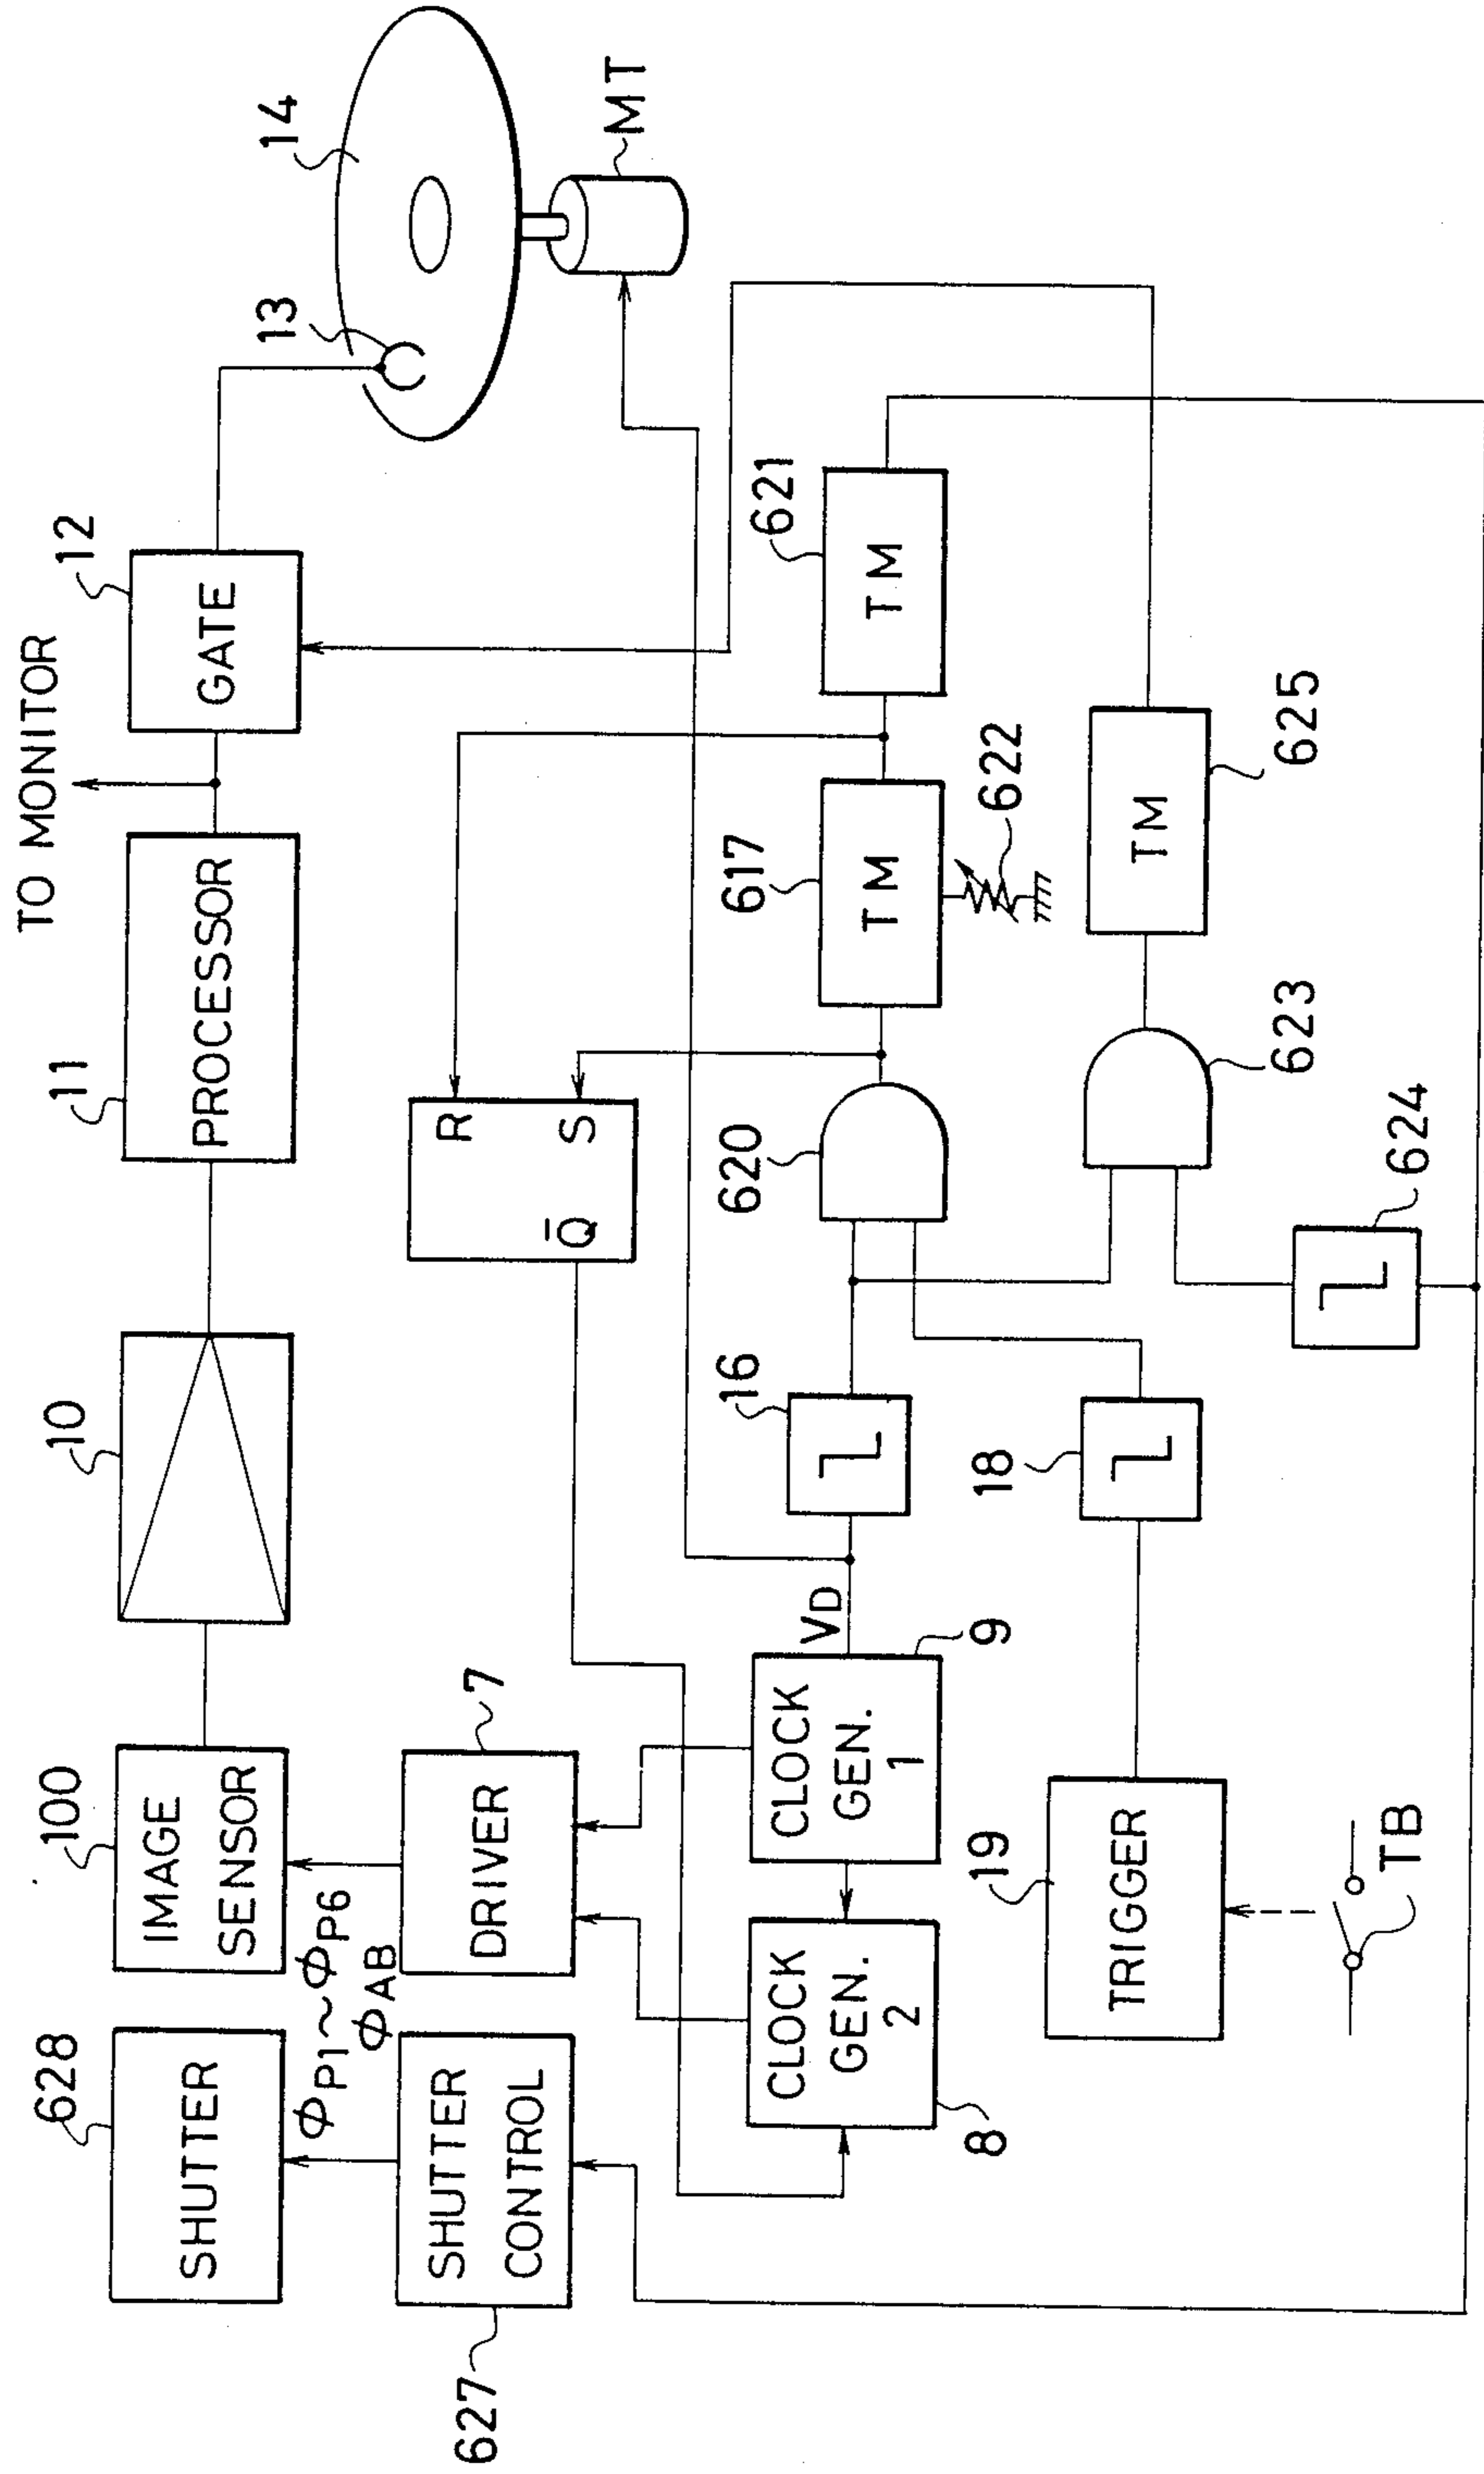 628
SHUTTER
100
IMAGE
SENSOR
10
11
PROCESSOR
TO MONITOR
12
GATE
13
14
MT
ΦP1~ΦP6
ΦAB
627
SHUTTER
CONTROL
7
DRIVER
R
S
Q̄
8
CLOCK
GEN.
2
9
CLOCK
GEN.
1
VD
16
620
617
TM
622
621
TM
19
TRIGGER
TB
18
624
623
TM
625